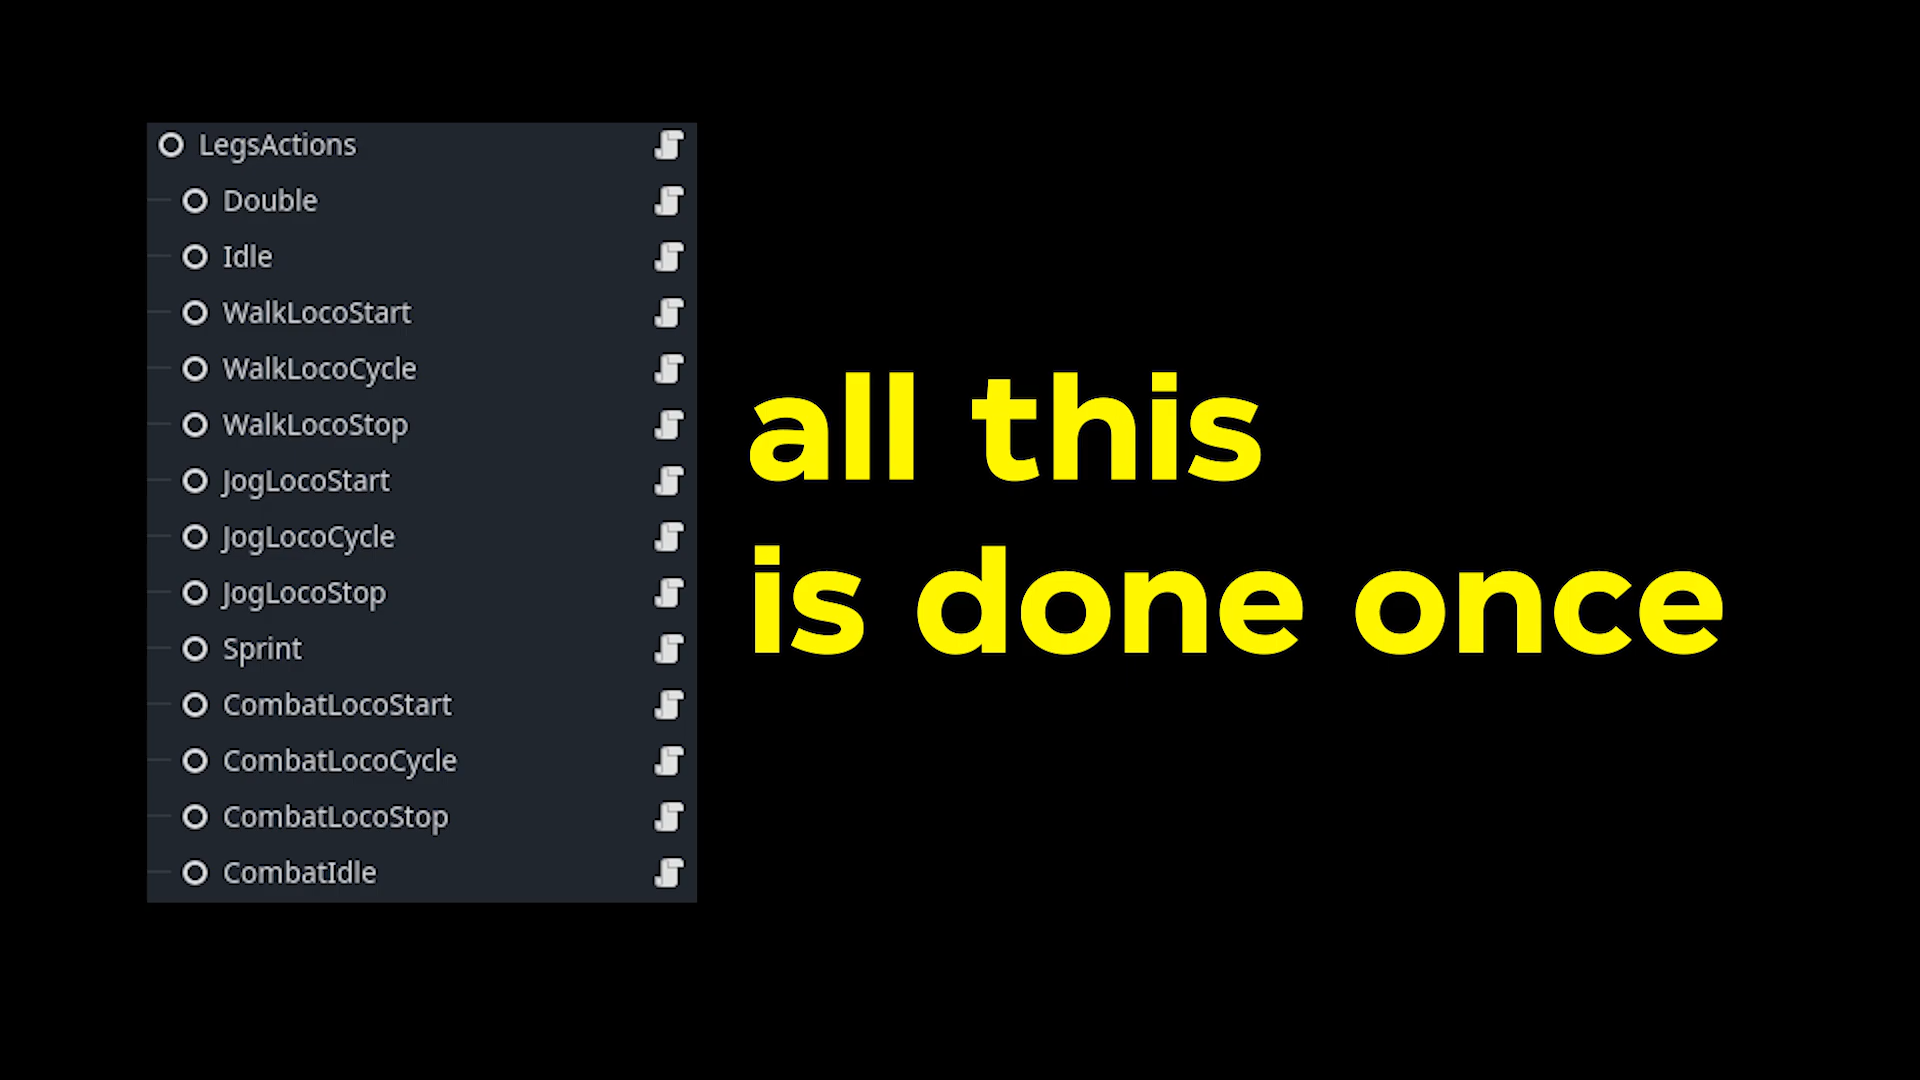 LegsActions
Double
Idle
WalkLocoStart
WalkLocoCycle
WalkLocoStop
JogLocoStart
JogLocoCycle
JogLocoStop
Sprint
CombatLocoStart
CombatLocoCycle
CombatLocoStop
CombatIdle
all this
is done once